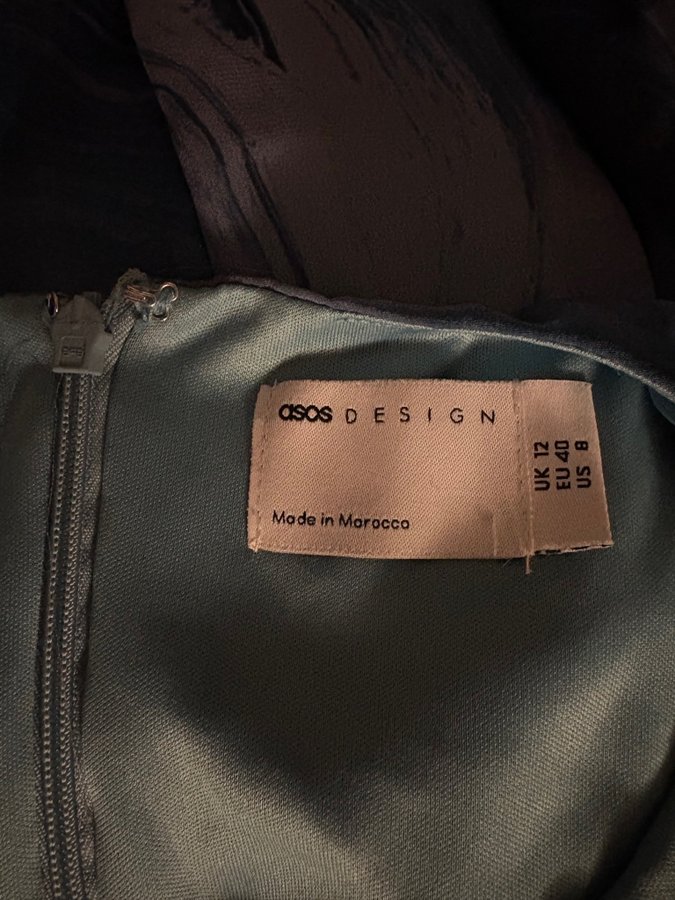 asos DESIGN
Made in Morocco
UK 12
EU 40
US 8